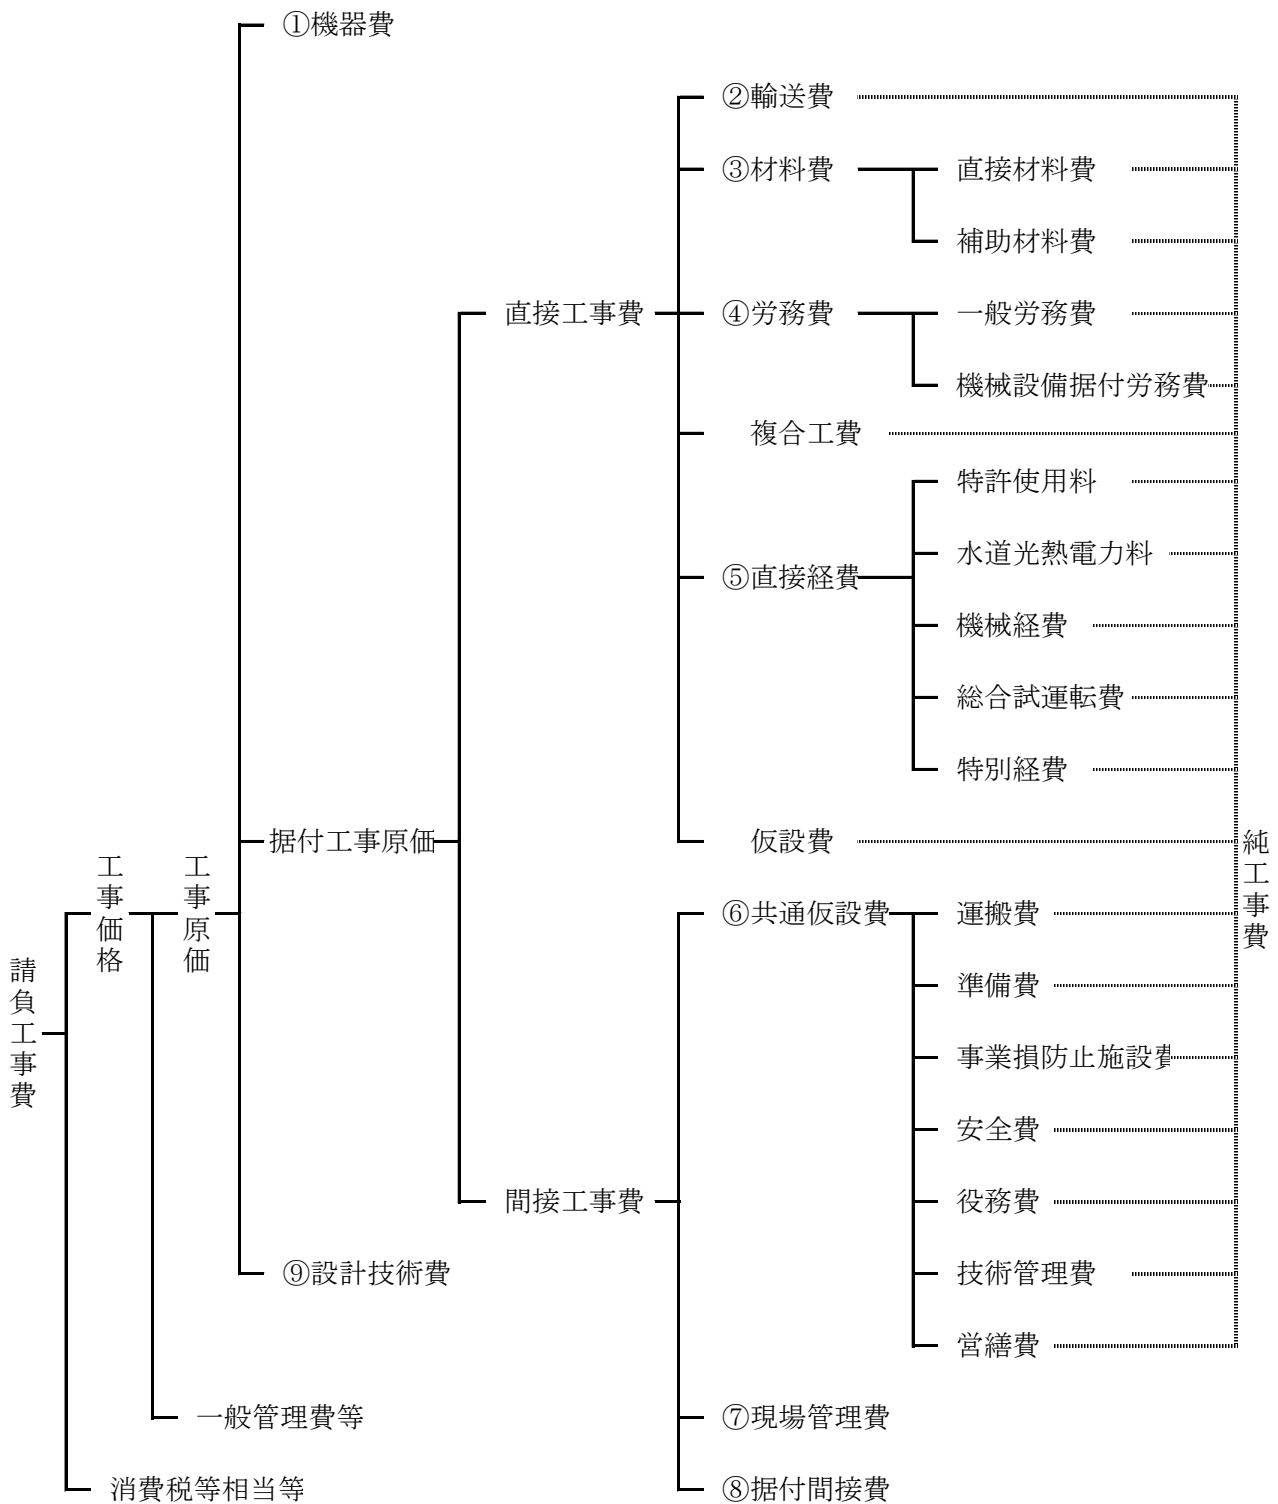 ①機器費
②輸送費
③材料費
直接材料費
補助材料費
直接工事費
④労務費
一般労務費
機械設備据付労務費
複合工費
特許使用料
水道光熱電力料
⑤直接経費
機械経費
総合試運転費
特別経費
据付工事原価
仮設費
純工事費
工事価格
工事原価
⑥共通仮設費
運搬費
請負工事費
準備費
事業損防止施設費
安全費
間接工事費
役務費
⑨設計技術費
技術管理費
営繕費
一般管理費等
⑦現場管理費
消費税等相当等
⑧据付間接費